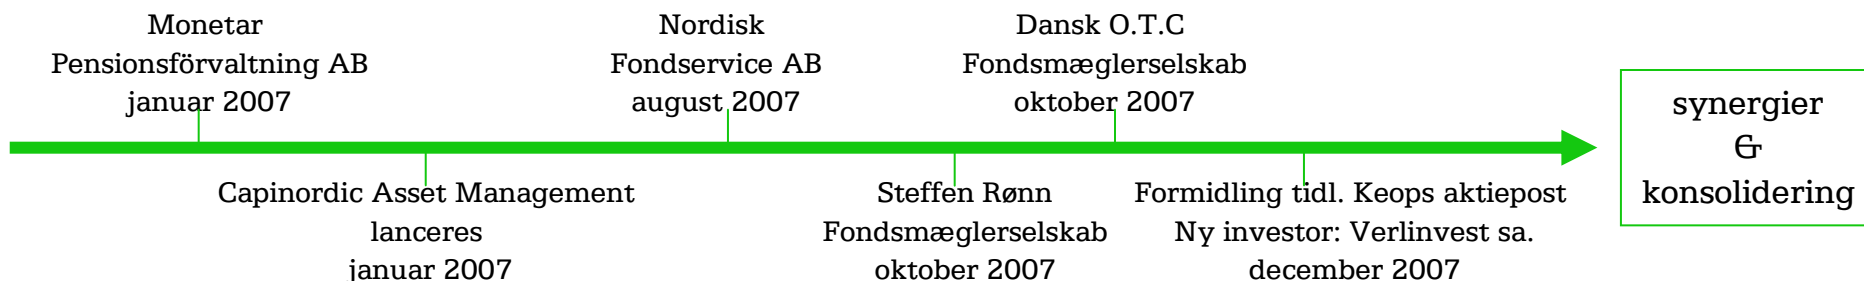 Monetar
Pensionsförvaltning AB
januar 2007
Nordisk
Fondservice AB
august 2007
Dansk O.T.C
Fondsmæglerselskab
oktober 2007
synergier
&
konsolidering
Capinordic Asset Management
lanceres
januar 2007
Steffen Rønn
Fondsmæglerselskab
oktober 2007
Formidling tidl. Keops aktiepost
Ny investor: Verlinvest sa.
december 2007